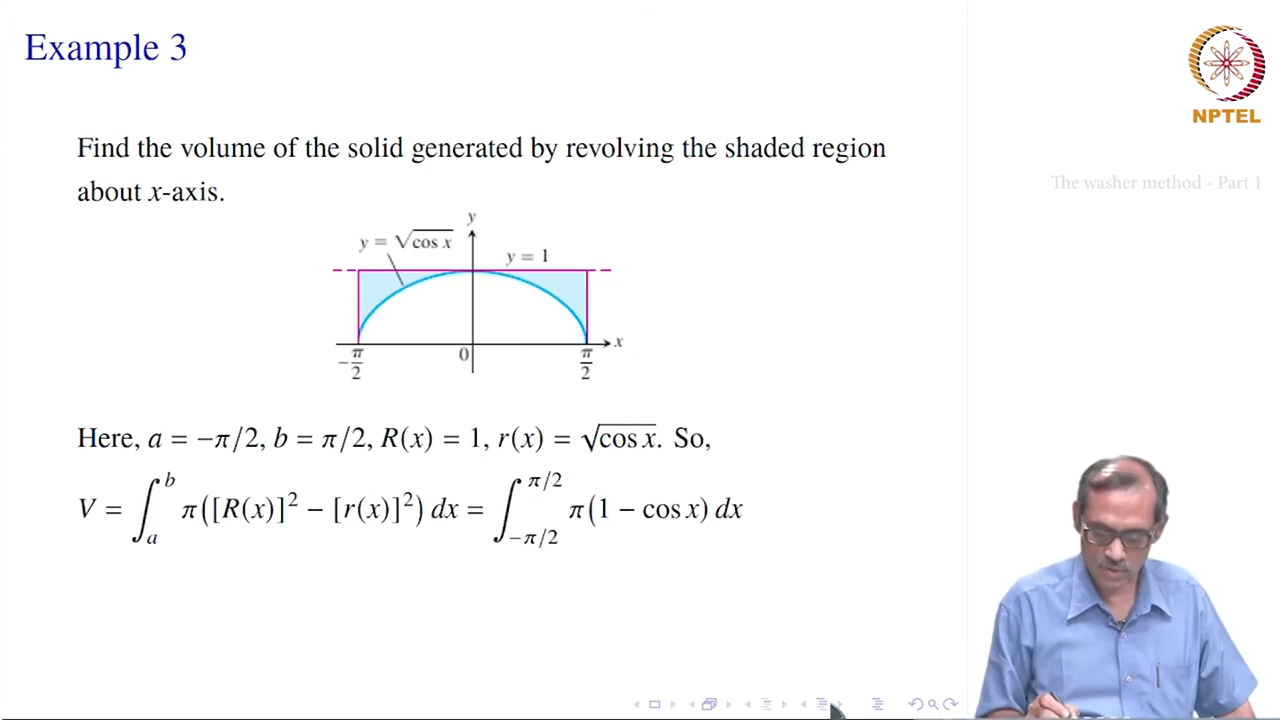 Example 3
NPTEL
The washer method - Part 1
Find the volume of the solid generated by revolving the shaded region
about x-axis.
y
y = √cos x
y = 1
x
−π/2
0
π/2
Here, a = −π/2, b = π/2, R(x) = 1, r(x) = √cos x. So,
V = ∫_a^b π([R(x)]² − [r(x)]²) dx = ∫_{−π/2}^{π/2} π(1 − cos x) dx